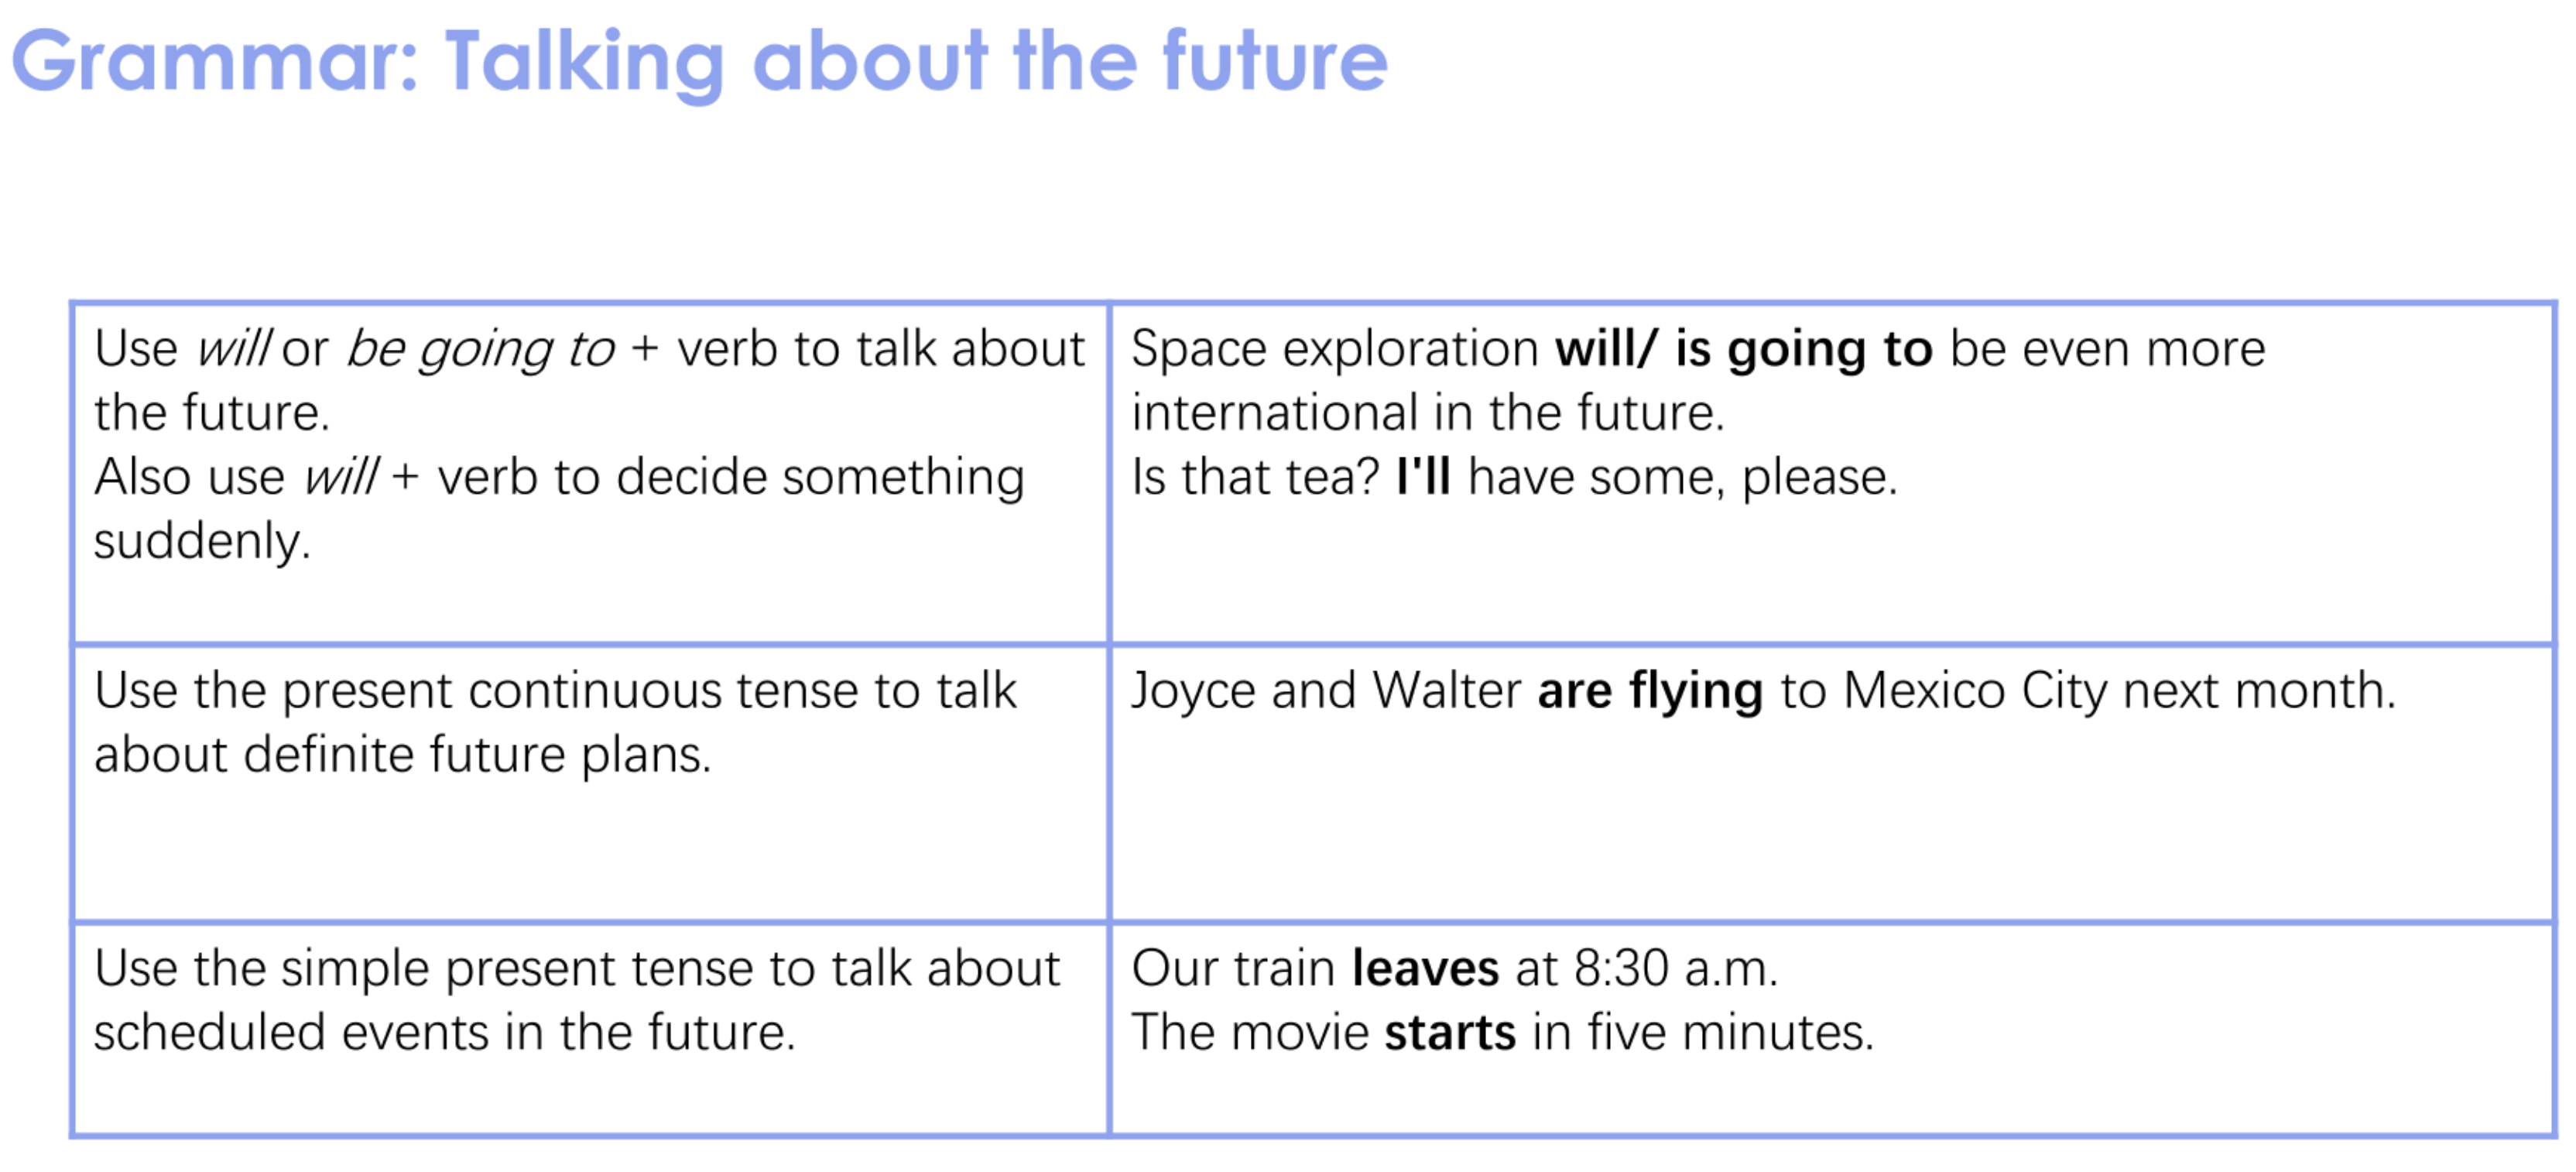 Grammar: Talking about the future
Use will or be going to + verb to talk about
the future.
Also use will + verb to decide something
suddenly.
Space exploration will/ is going to be even more
international in the future.
Is that tea? I'll have some, please.
Use the present continuous tense to talk
about definite future plans.
Joyce and Walter are flying to Mexico City next month.
Use the simple present tense to talk about
scheduled events in the future.
Our train leaves at 8:30 a.m.
The movie starts in five minutes.